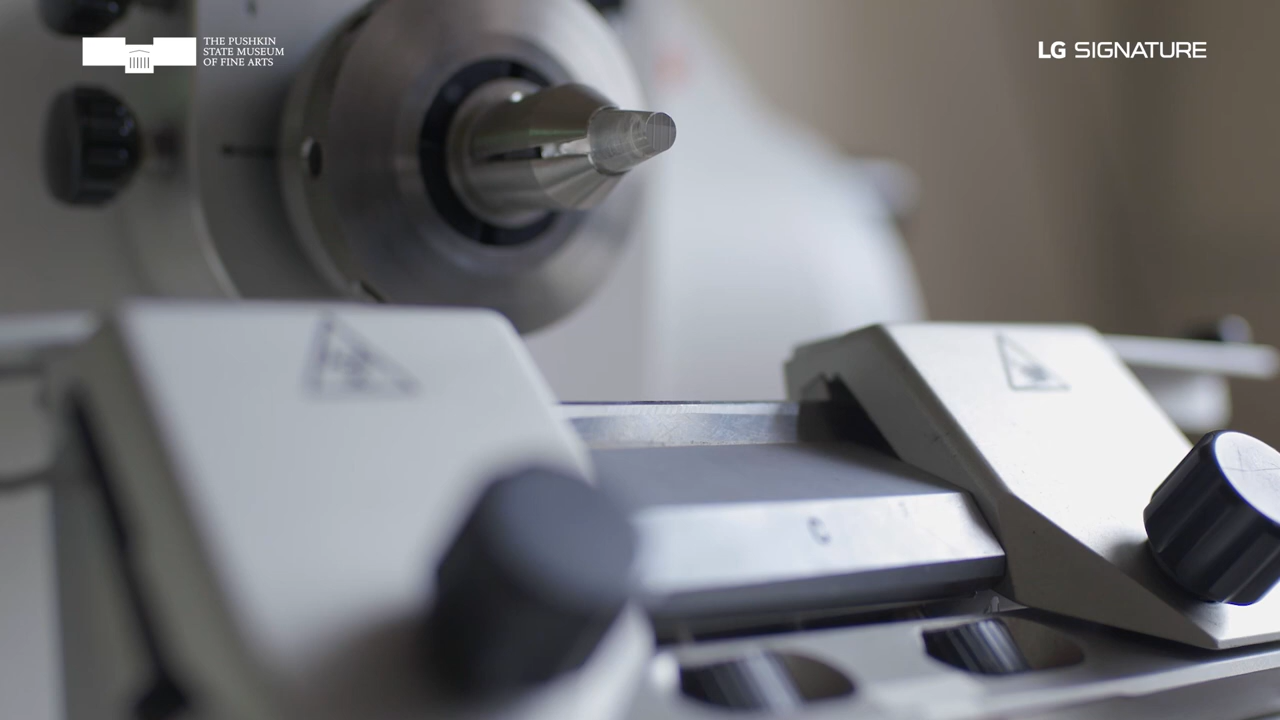 THE PUSHKIN
STATE MUSEUM
OF FINE ARTS
LG SIGNATURE
C